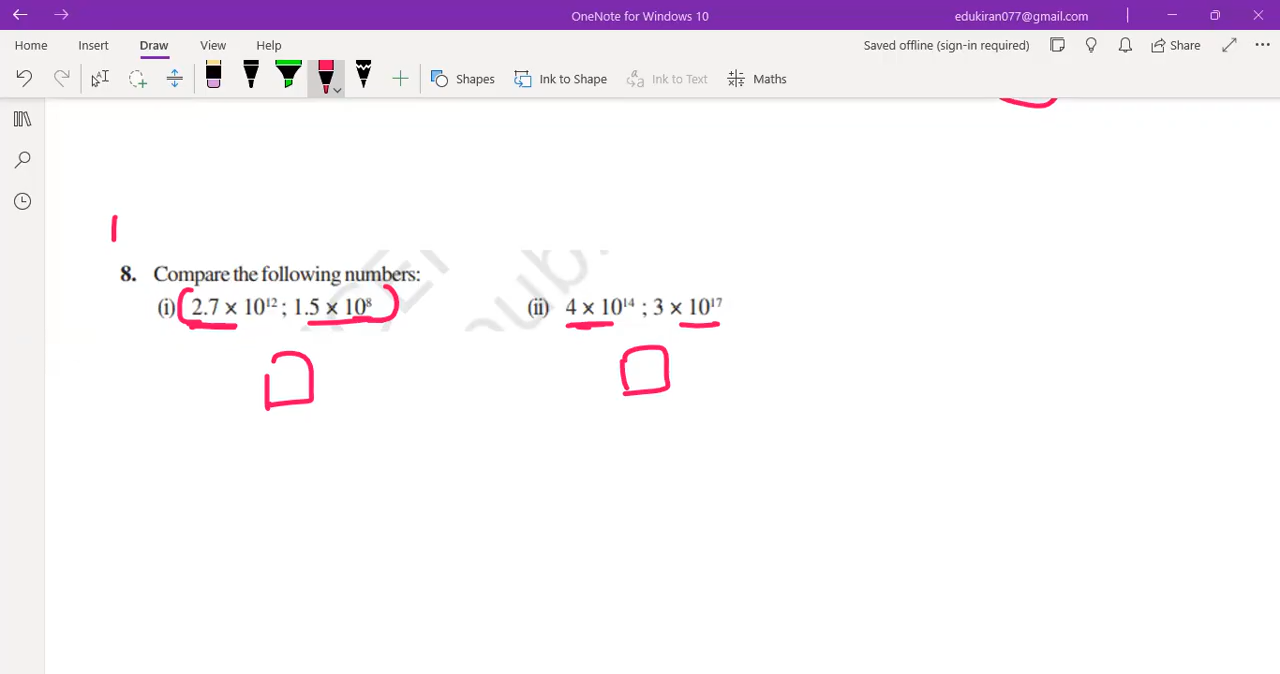 OneNote for Windows 10
edukiran077@gmail.com
Home Insert Draw View Help
Saved offline (sign-in required)
Share
Shapes
Ink to Shape
Ink to Text
Maths
8. Compare the following numbers:
(i) 2.7 × 10¹² ; 1.5 × 10⁸ (ii) 4 × 10¹⁴ ; 3 × 10¹⁷